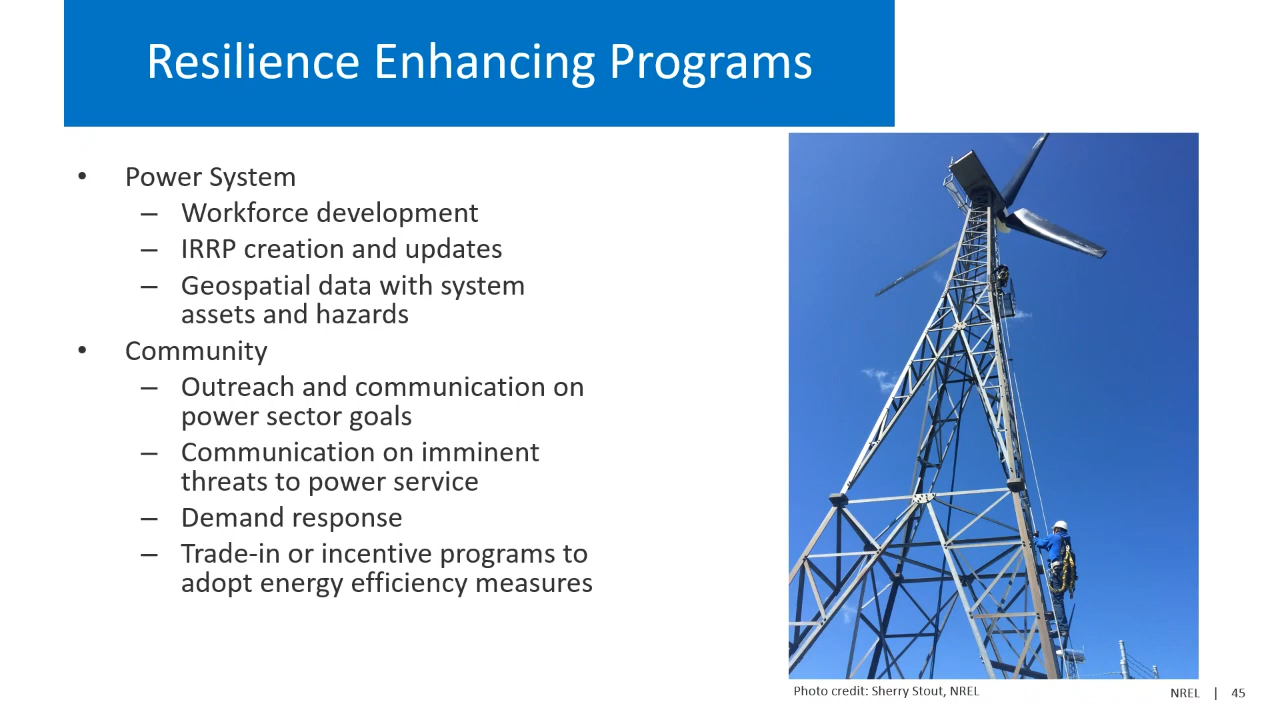 Resilience Enhancing Programs
• Power System
– Workforce development
– IRRP creation and updates
– Geospatial data with system
assets and hazards
• Community
– Outreach and communication on
power sector goals
– Communication on imminent
threats to power service
– Demand response
– Trade-in or incentive programs to
adopt energy efficiency measures
Photo credit: Sherry Stout, NREL
NREL | 45